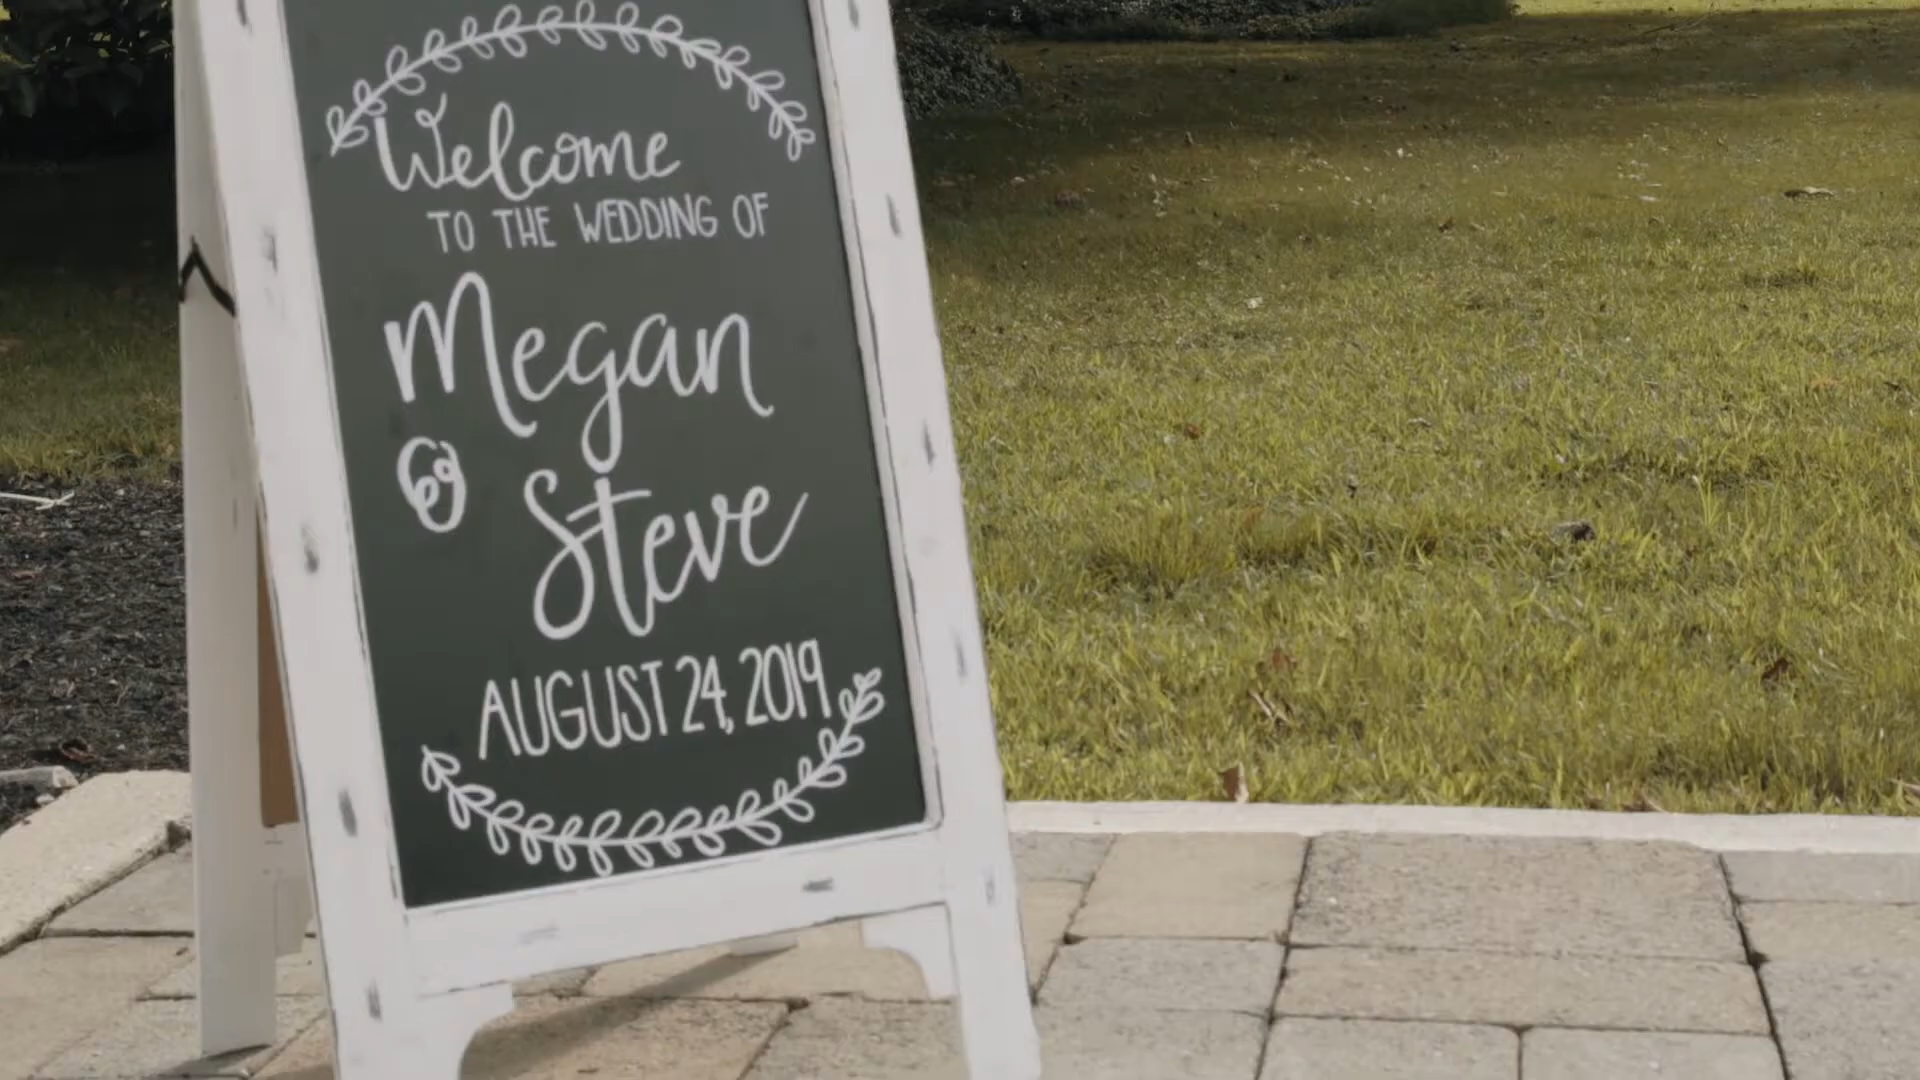 Welcome
TO THE WEDDING OF
Megan
&
Steve
AUGUST 24, 2019